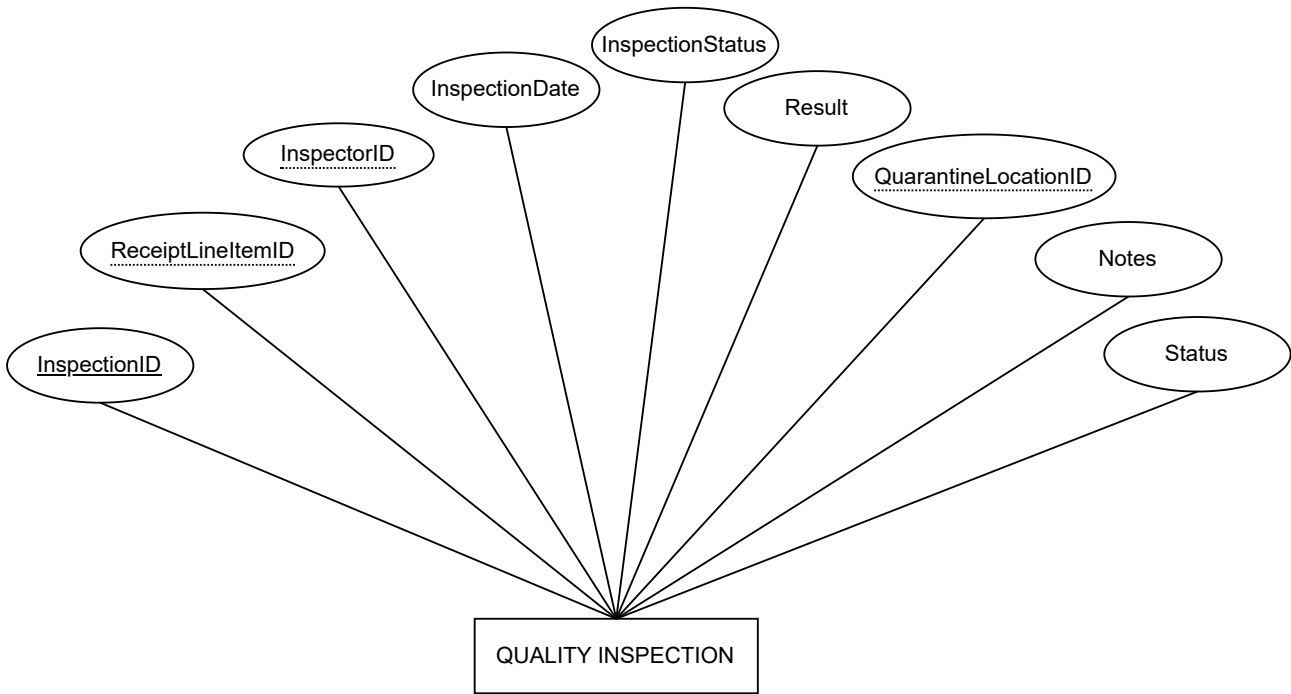 InspectionStatus
InspectionDate
Result
InspectorID
QuarantineLocationID
ReceiptLineItemID
Notes
InspectionID
Status
QUALITY INSPECTION